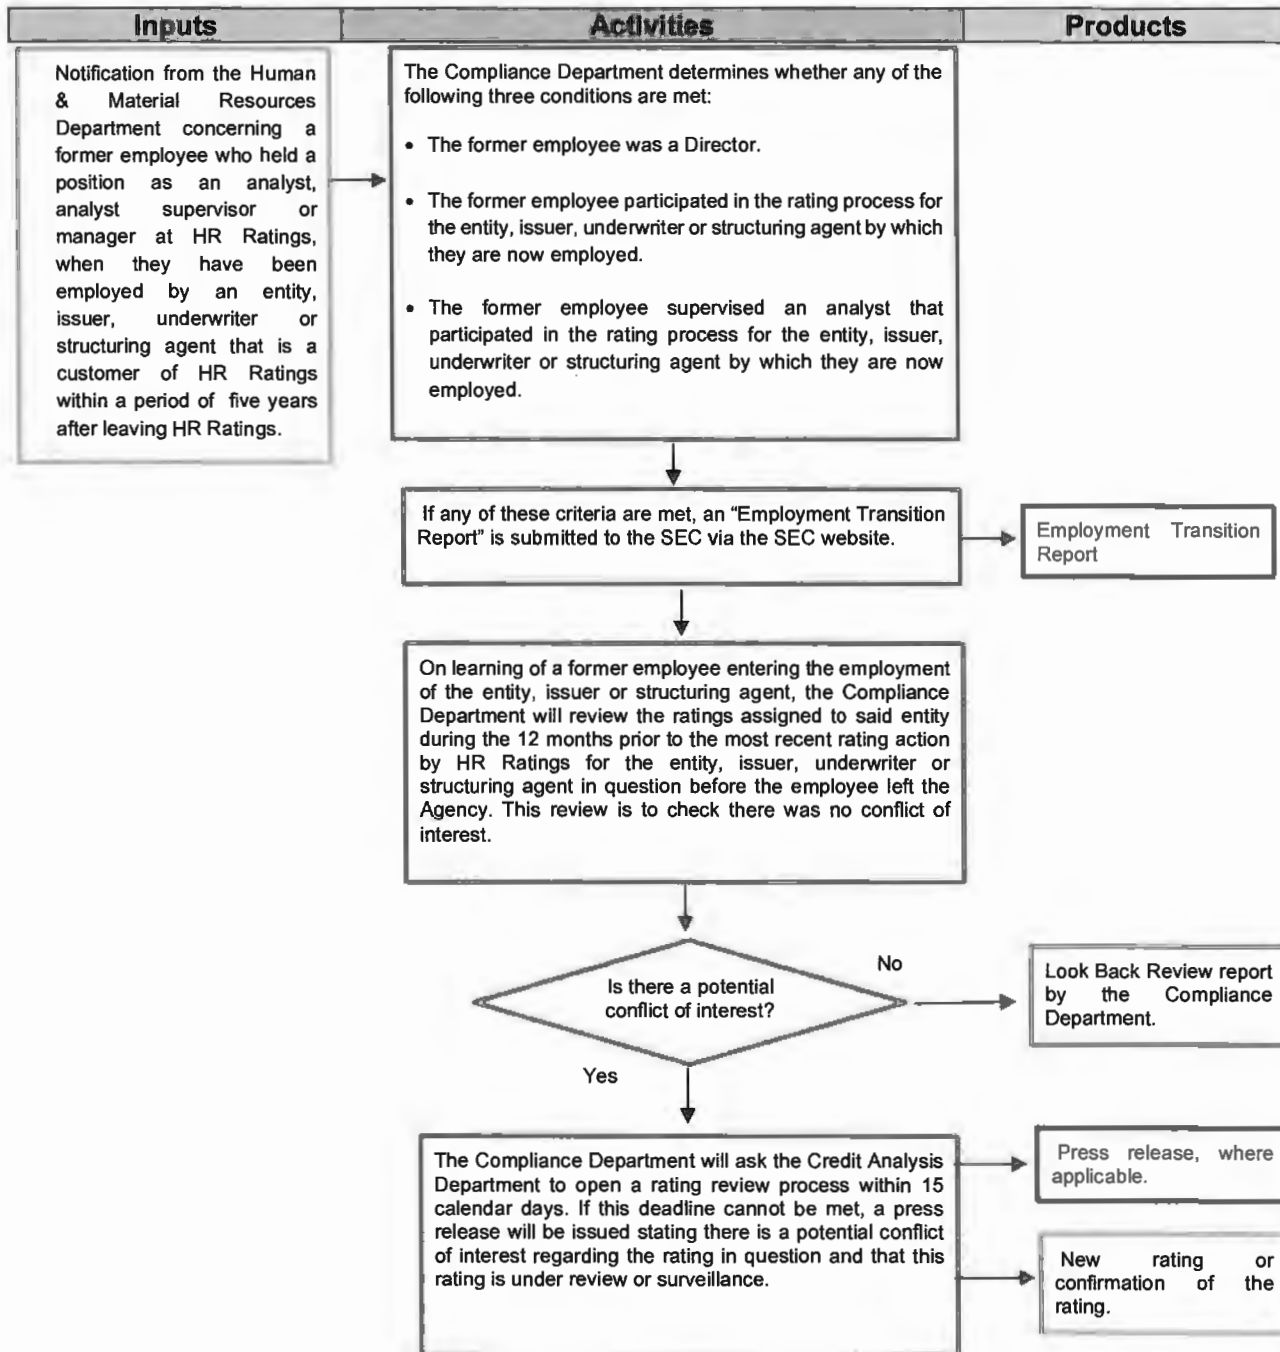 Inputs
Activities
Products
Notification from the Human
& Material Resources
Department concerning a
former employee who held a
position as an analyst,
analyst supervisor or
manager at HR Ratings,
when they have been
employed by an entity,
issuer, underwriter or
structuring agent that is a
customer of HR Ratings
within a period of five years
after leaving HR Ratings.
The Compliance Department determines whether any of the
following three conditions are met:
• The former employee was a Director.
• The former employee participated in the rating process for
the entity, issuer, underwriter or structuring agent by which
they are now employed.
• The former employee supervised an analyst that
participated in the rating process for the entity, issuer,
underwriter or structuring agent by which they are now
employed.
If any of these criteria are met, an “Employment Transition
Report” is submitted to the SEC via the SEC website.
Employment Transition
Report
On learning of a former employee entering the employment
of the entity, issuer or structuring agent, the Compliance
Department will review the ratings assigned to said entity
during the 12 months prior to the most recent rating action
by HR Ratings for the entity, issuer, underwriter or
structuring agent in question before the employee left the
Agency. This review is to check there was no conflict of
interest.
Is there a potential
conflict of interest?
No
Look Back Review report
by the Compliance
Department.
Yes
The Compliance Department will ask the Credit Analysis
Department to open a rating review process within 15
calendar days. If this deadline cannot be met, a press
release will be issued stating there is a potential conflict
of interest regarding the rating in question and that this
rating is under review or surveillance.
Press release, where
applicable.
New rating or
confirmation of the
rating.